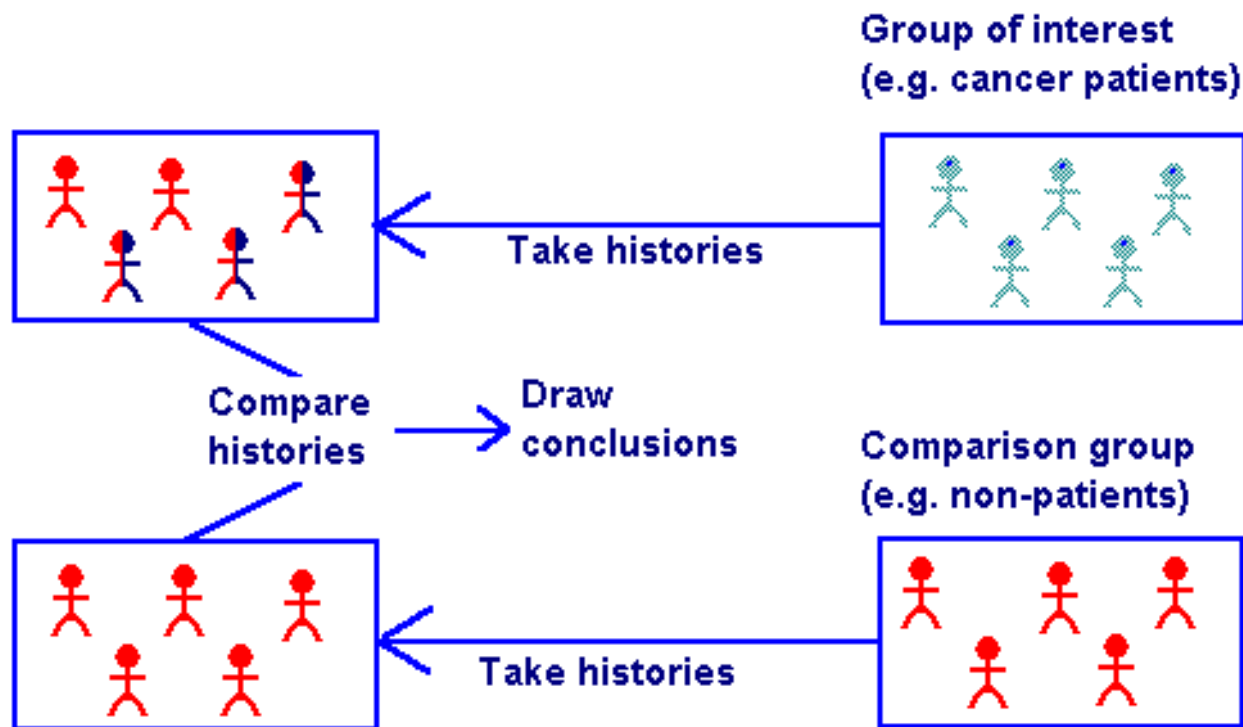 Group of interest
(e.g. cancer patients)
Take histories
Compare
histories
Draw
conclusions
Comparison group
(e.g. non-patients)
Take histories